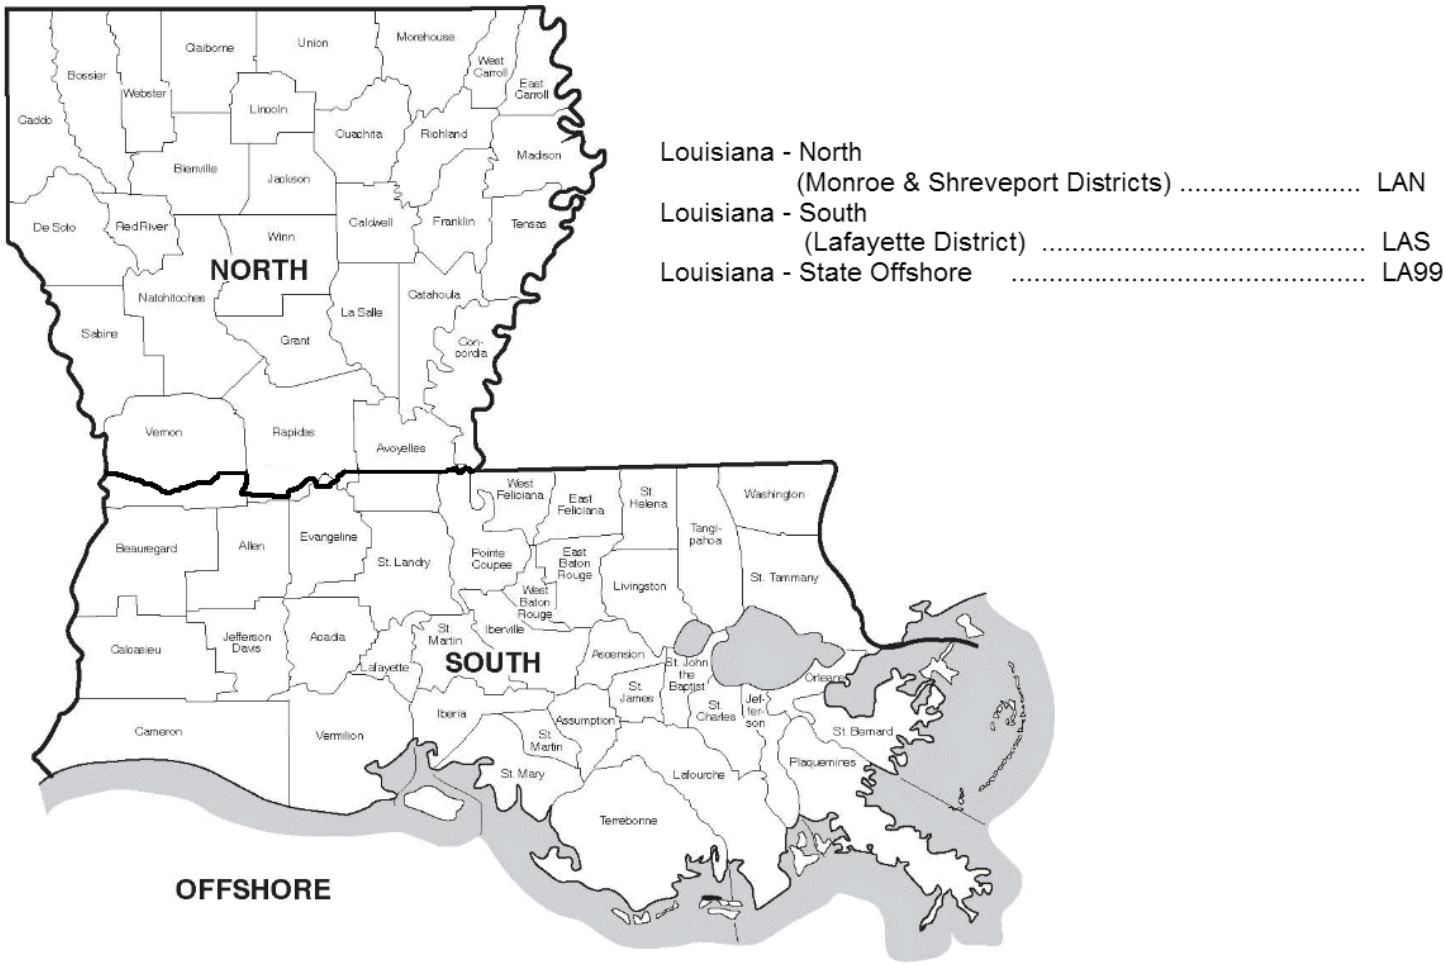 Claiborne
Union
Morehouse
West
Carroll
Bossier
Webster
East
Carroll
Lincoln
Caddo
Ouachita
Richland
Madison
Bienville
Jackson
De Soto
Red River
Caldwell
Franklin
Tensas
Winn
NORTH
Natchitoches
Catahoula
La Salle
Sabine
Grant
Con-
cordia
Vernon
Rapides
Avoyelles
Louisiana - North
(Monroe & Shreveport Districts) ........................ LAN
Louisiana - South
(Lafayette District) ........................................... LAS
Louisiana - State Offshore ............................................... LA99
West
Feliciana
East
Feliciana
St.
Helena
Washington
Tangi-
pahoa
Beauregard
Allen
Evangeline
St. Landry
Pointe
Coupee
East
Baton
Rouge
West
Baton
Rouge
Livingston
St. Tammany
Calcasieu
Jefferson
Davis
Acadia
Lafayette
St.
Martin
Iberville
SOUTH
Ascension
St. John
the
Baptist
Orleans
St.
James
St.
Charles
Jef-
fer-
son
Cameron
Vermilion
Iberia
Assumption
St.
Martin
St. Bernard
St. Mary
Lafourche
Plaquemines
Terrebonne
OFFSHORE